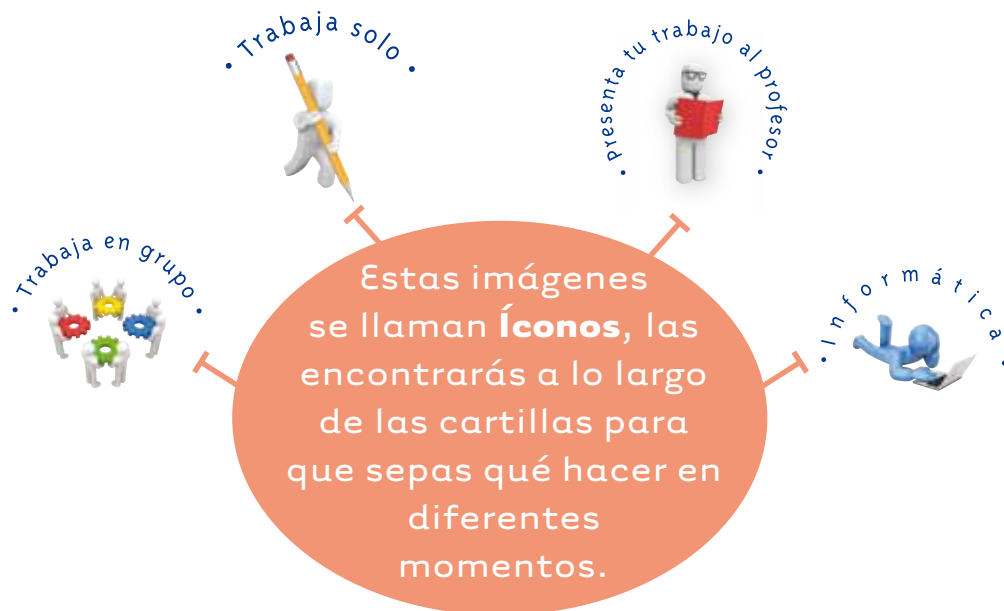 • Trabaja solo •
• Presenta tu trabajo al profesor •
• Trabaja en grupo •
• Informática •
Estas imágenes
se llaman Íconos, las
encontrarás a lo largo
de las cartillas para
que sepas qué hacer en
diferentes
momentos.